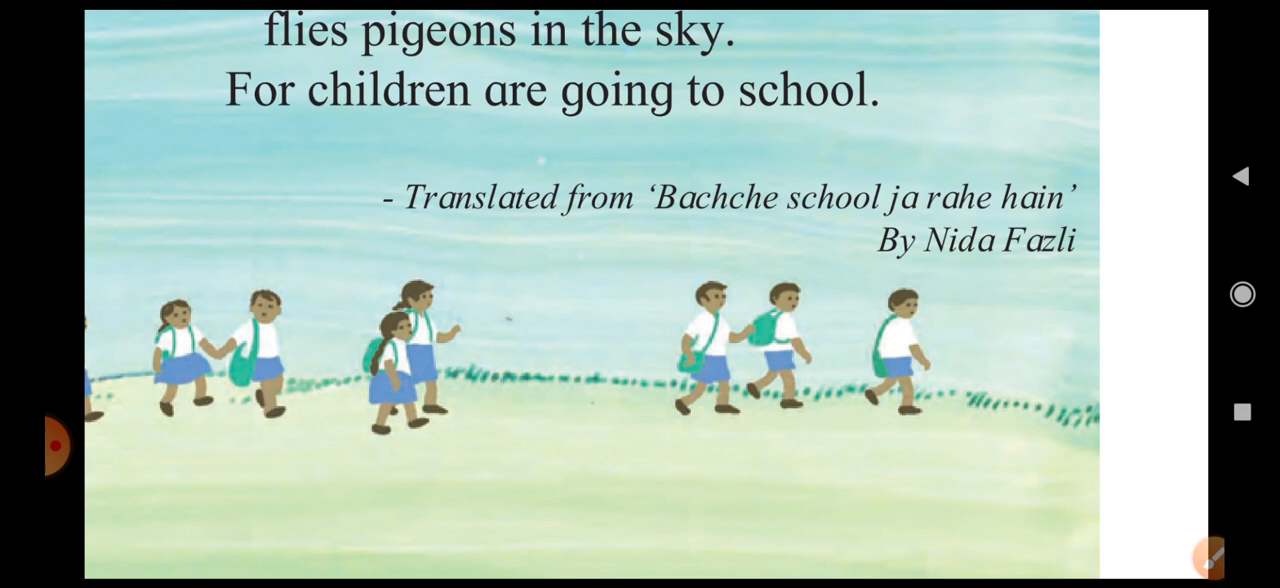 flies pigeons in the sky.
For children are going to school.
- Translated from ‘Bachche school ja rahe hain’
By Nida Fazli